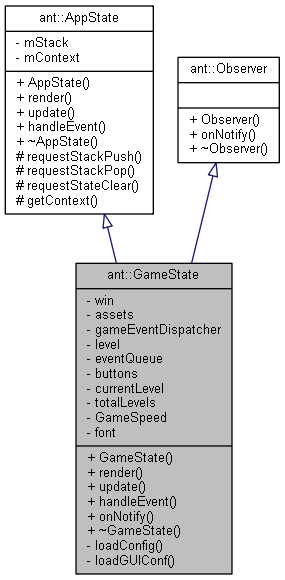 ant::AppState
- mStack
- mContext
+ AppState()
+ render()
+ update()
+ handleEvent()
+ ~AppState()
# requestStackPush()
# requestStackPop()
# requestStateClear()
# getContext()
ant::Observer
+ Observer()
+ onNotify()
+ ~Observer()
ant::GameState
- win
- assets
- gameEventDispatcher
- level
- eventQueue
- buttons
- currentLevel
- totalLevels
- GameSpeed
- font
+ GameState()
+ render()
+ update()
+ handleEvent()
+ onNotify()
+ ~GameState()
- loadConfig()
- loadGUIConf()